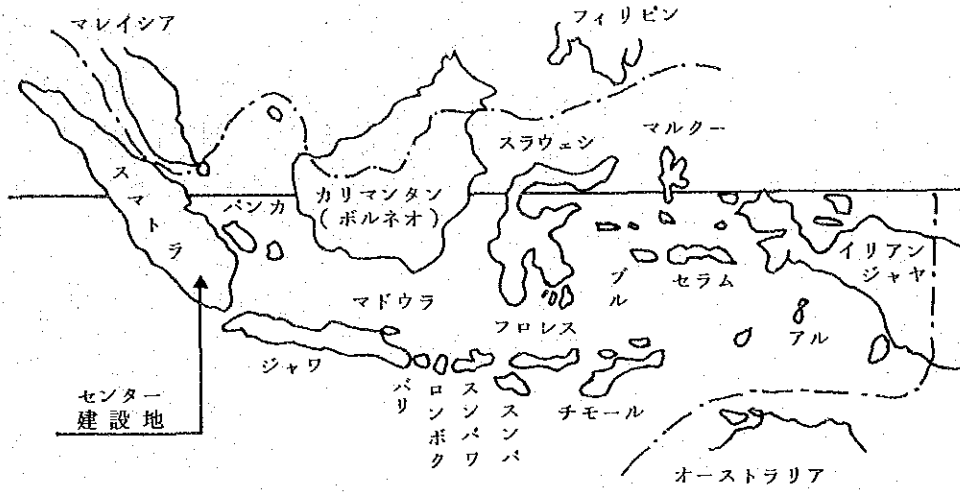 マレイシア
フィリピン
マルクー
スラウェシ
スマトラ
バンカ
カリマンタン
(ボルネオ)
イリアン
ジャヤ
セラム
ブル
マドウラ
フロレス
アル
ジャワ
バリ
ロンボク
スンバワ
スンバ
チモール
センター
建設地
オーストラリア